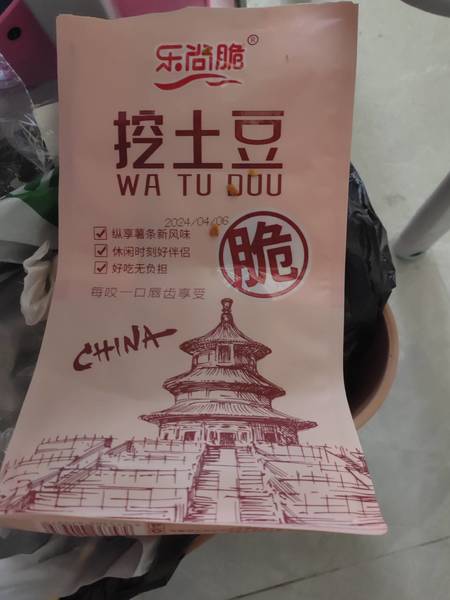 乐尚脆®
挖土豆
WA TU DOU
2024/04/06
纵享薯条新风味
休闲时刻好伴侣
好吃无负担
脆
每哎一口唇齿享受
CHINA